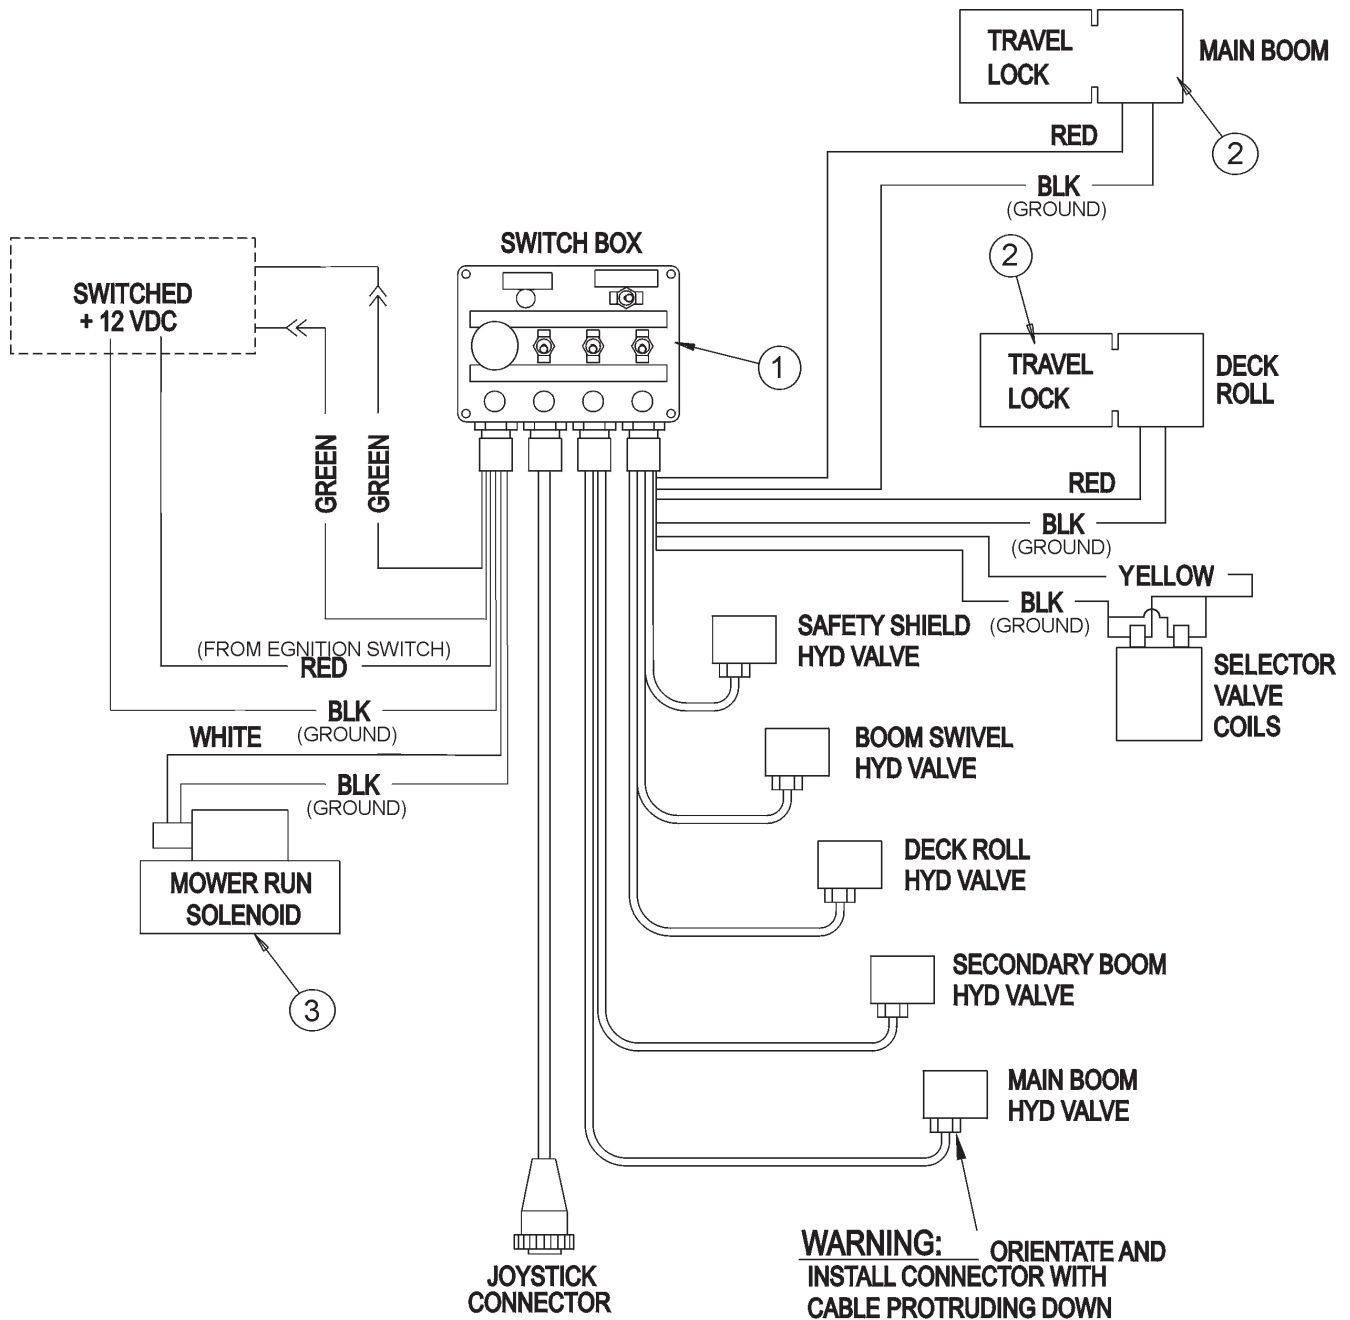 TRAVEL
LOCK
MAIN BOOM
RED
2
BLK
(GROUND)
SWITCH BOX
2
SWITCHED
+ 12 VDC
1
TRAVEL
LOCK
DECK
ROLL
GREEN
GREEN
RED
BLK
(GROUND)
YELLOW
BLK
(GROUND)
SAFETY SHIELD
HYD VALVE
(FROM EGNITION SWITCH)
RED
SELECTOR
VALVE
COILS
BLK
(GROUND)
WHITE
BOOM SWIVEL
HYD VALVE
BLK
(GROUND)
DECK ROLL
HYD VALVE
MOWER RUN
SOLENOID
SECONDARY BOOM
HYD VALVE
3
MAIN BOOM
HYD VALVE
WARNING: ORIENTATE AND
INSTALL CONNECTOR WITH
CABLE PROTRUDING DOWN
JOYSTICK
CONNECTOR